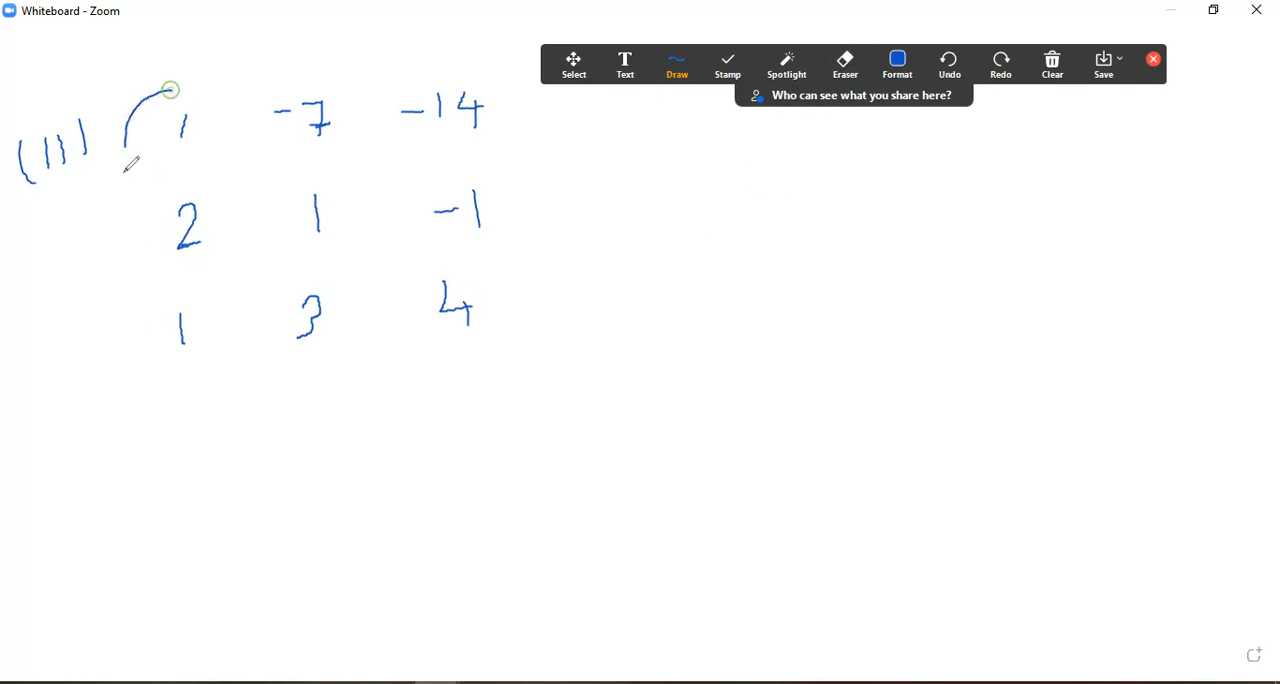 Whiteboard - Zoom
Select Text Draw Stamp Spotlight Eraser Format Undo Redo Clear Save
Who can see what you share here?
(11) 1 -7 -14
2 1 -1
1 3 4